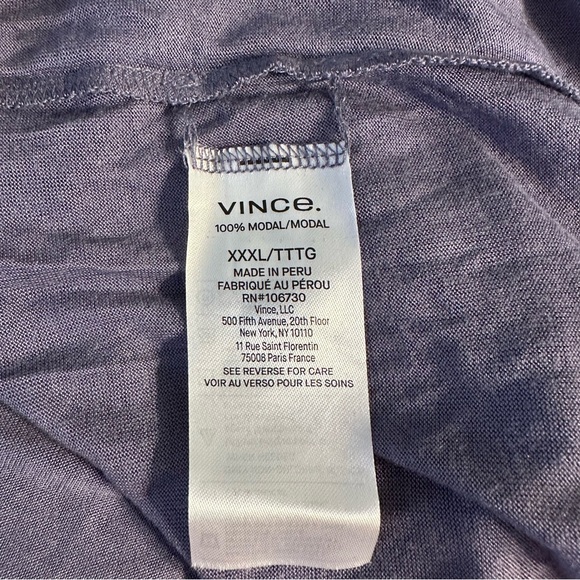 VINCE.
100% MODAL/MODAL
XXXL/TTTG
MADE IN PERU
FABRIQUÉ AU PÉROU
RN#106730
Vince, LLC
500 Fifth Avenue, 20th Floor
New York, NY 10110
11 Rue Saint Florentin
75008 Paris France
SEE REVERSE FOR CARE
VOIR AU VERSO POUR LES SOINS